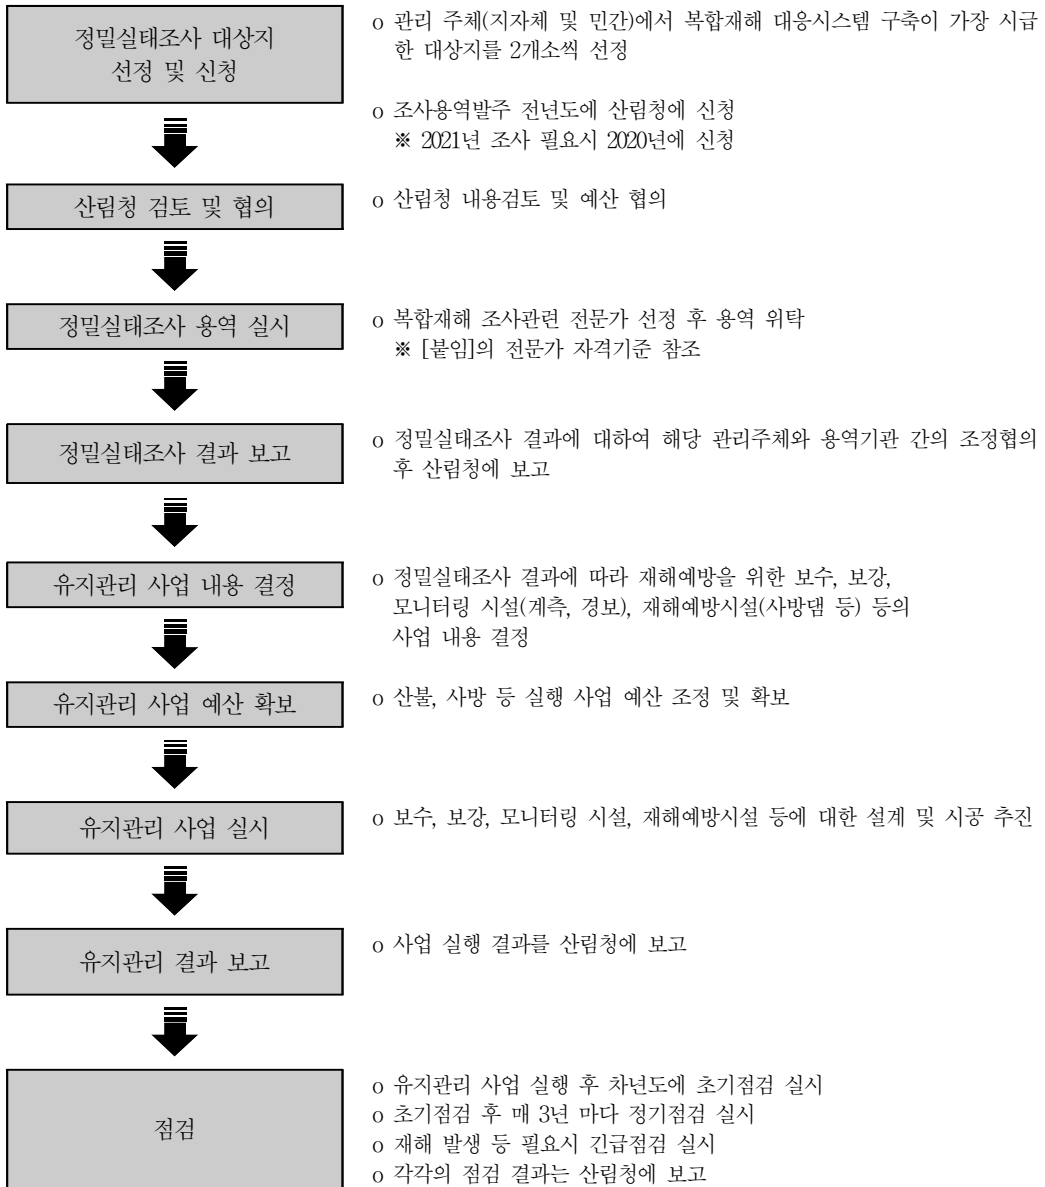 정밀실태조사 대상지
선정 및 신청
o 관리 주체(지자체 및 민간)에서 복합재해 대응시스템 구축이 가장 시급
한 대상지를 2개소씩 선정
o 조사용역발주 전년도에 산림청에 신청
※ 2021년 조사 필요시 2020년에 신청
산림청 검토 및 협의
o 산림청 내용검토 및 예산 협의
정밀실태조사 용역 실시
o 복합재해 조사관련 전문가 선정 후 용역 위탁
※ [붙임]의 전문가 자격기준 참조
정밀실태조사 결과 보고
o 정밀실태조사 결과에 대하여 해당 관리주체와 용역기관 간의 조정협의
후 산림청에 보고
유지관리 사업 내용 결정
o 정밀실태조사 결과에 따라 재해예방을 위한 보수, 보강,
모니터링 시설(계측, 경보), 재해예방시설(사방댐 등) 등의
사업 내용 결정
유지관리 사업 예산 확보
o 산불, 사방 등 실행 사업 예산 조정 및 확보
유지관리 사업 실시
o 보수, 보강, 모니터링 시설, 재해예방시설 등에 대한 설계 및 시공 추진
유지관리 결과 보고
o 사업 실행 결과를 산림청에 보고
점검
o 유지관리 사업 실행 후 차년도에 초기점검 실시
o 초기점검 후 매 3년 마다 정기점검 실시
o 재해 발생 등 필요시 긴급점검 실시
o 각각의 점검 결과는 산림청에 보고